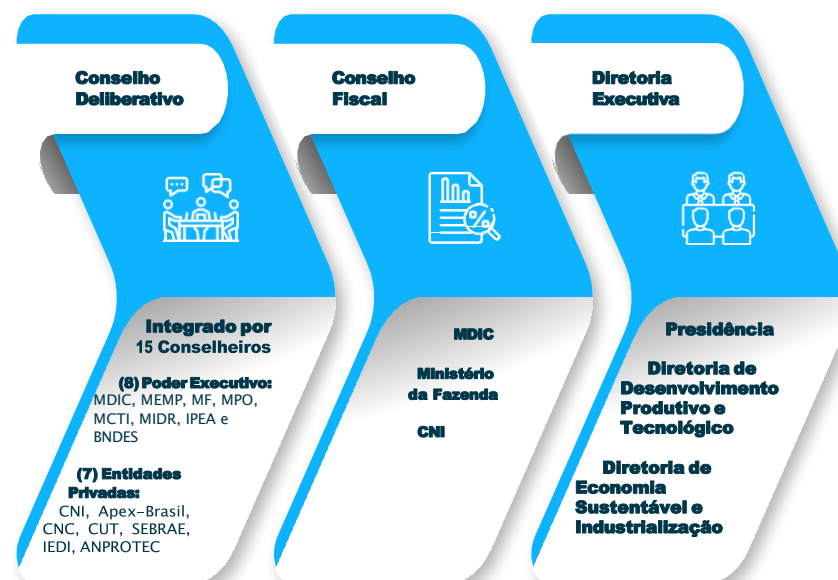 Conselho
Deliberativo
Integrado por
15 Conselheiros
(8) Poder Executivo:
MDIC, MEMP, MF, MPO,
MCTI, MIDR, IPEA e
BNDES
(7) Entidades
Privadas:
CNI, Apex-Brasil,
CNC, CUT, SEBRAE,
IEDI, ANPROTEC
Conselho
Fiscal
%
MDIC
Ministério
da Fazenda
CNI
Diretoria
Executiva
Presidência
Diretoria de
Desenvolvimento
Produtivo e
Tecnológico
Diretoria de
Economia
Sustentável e
Industrialização